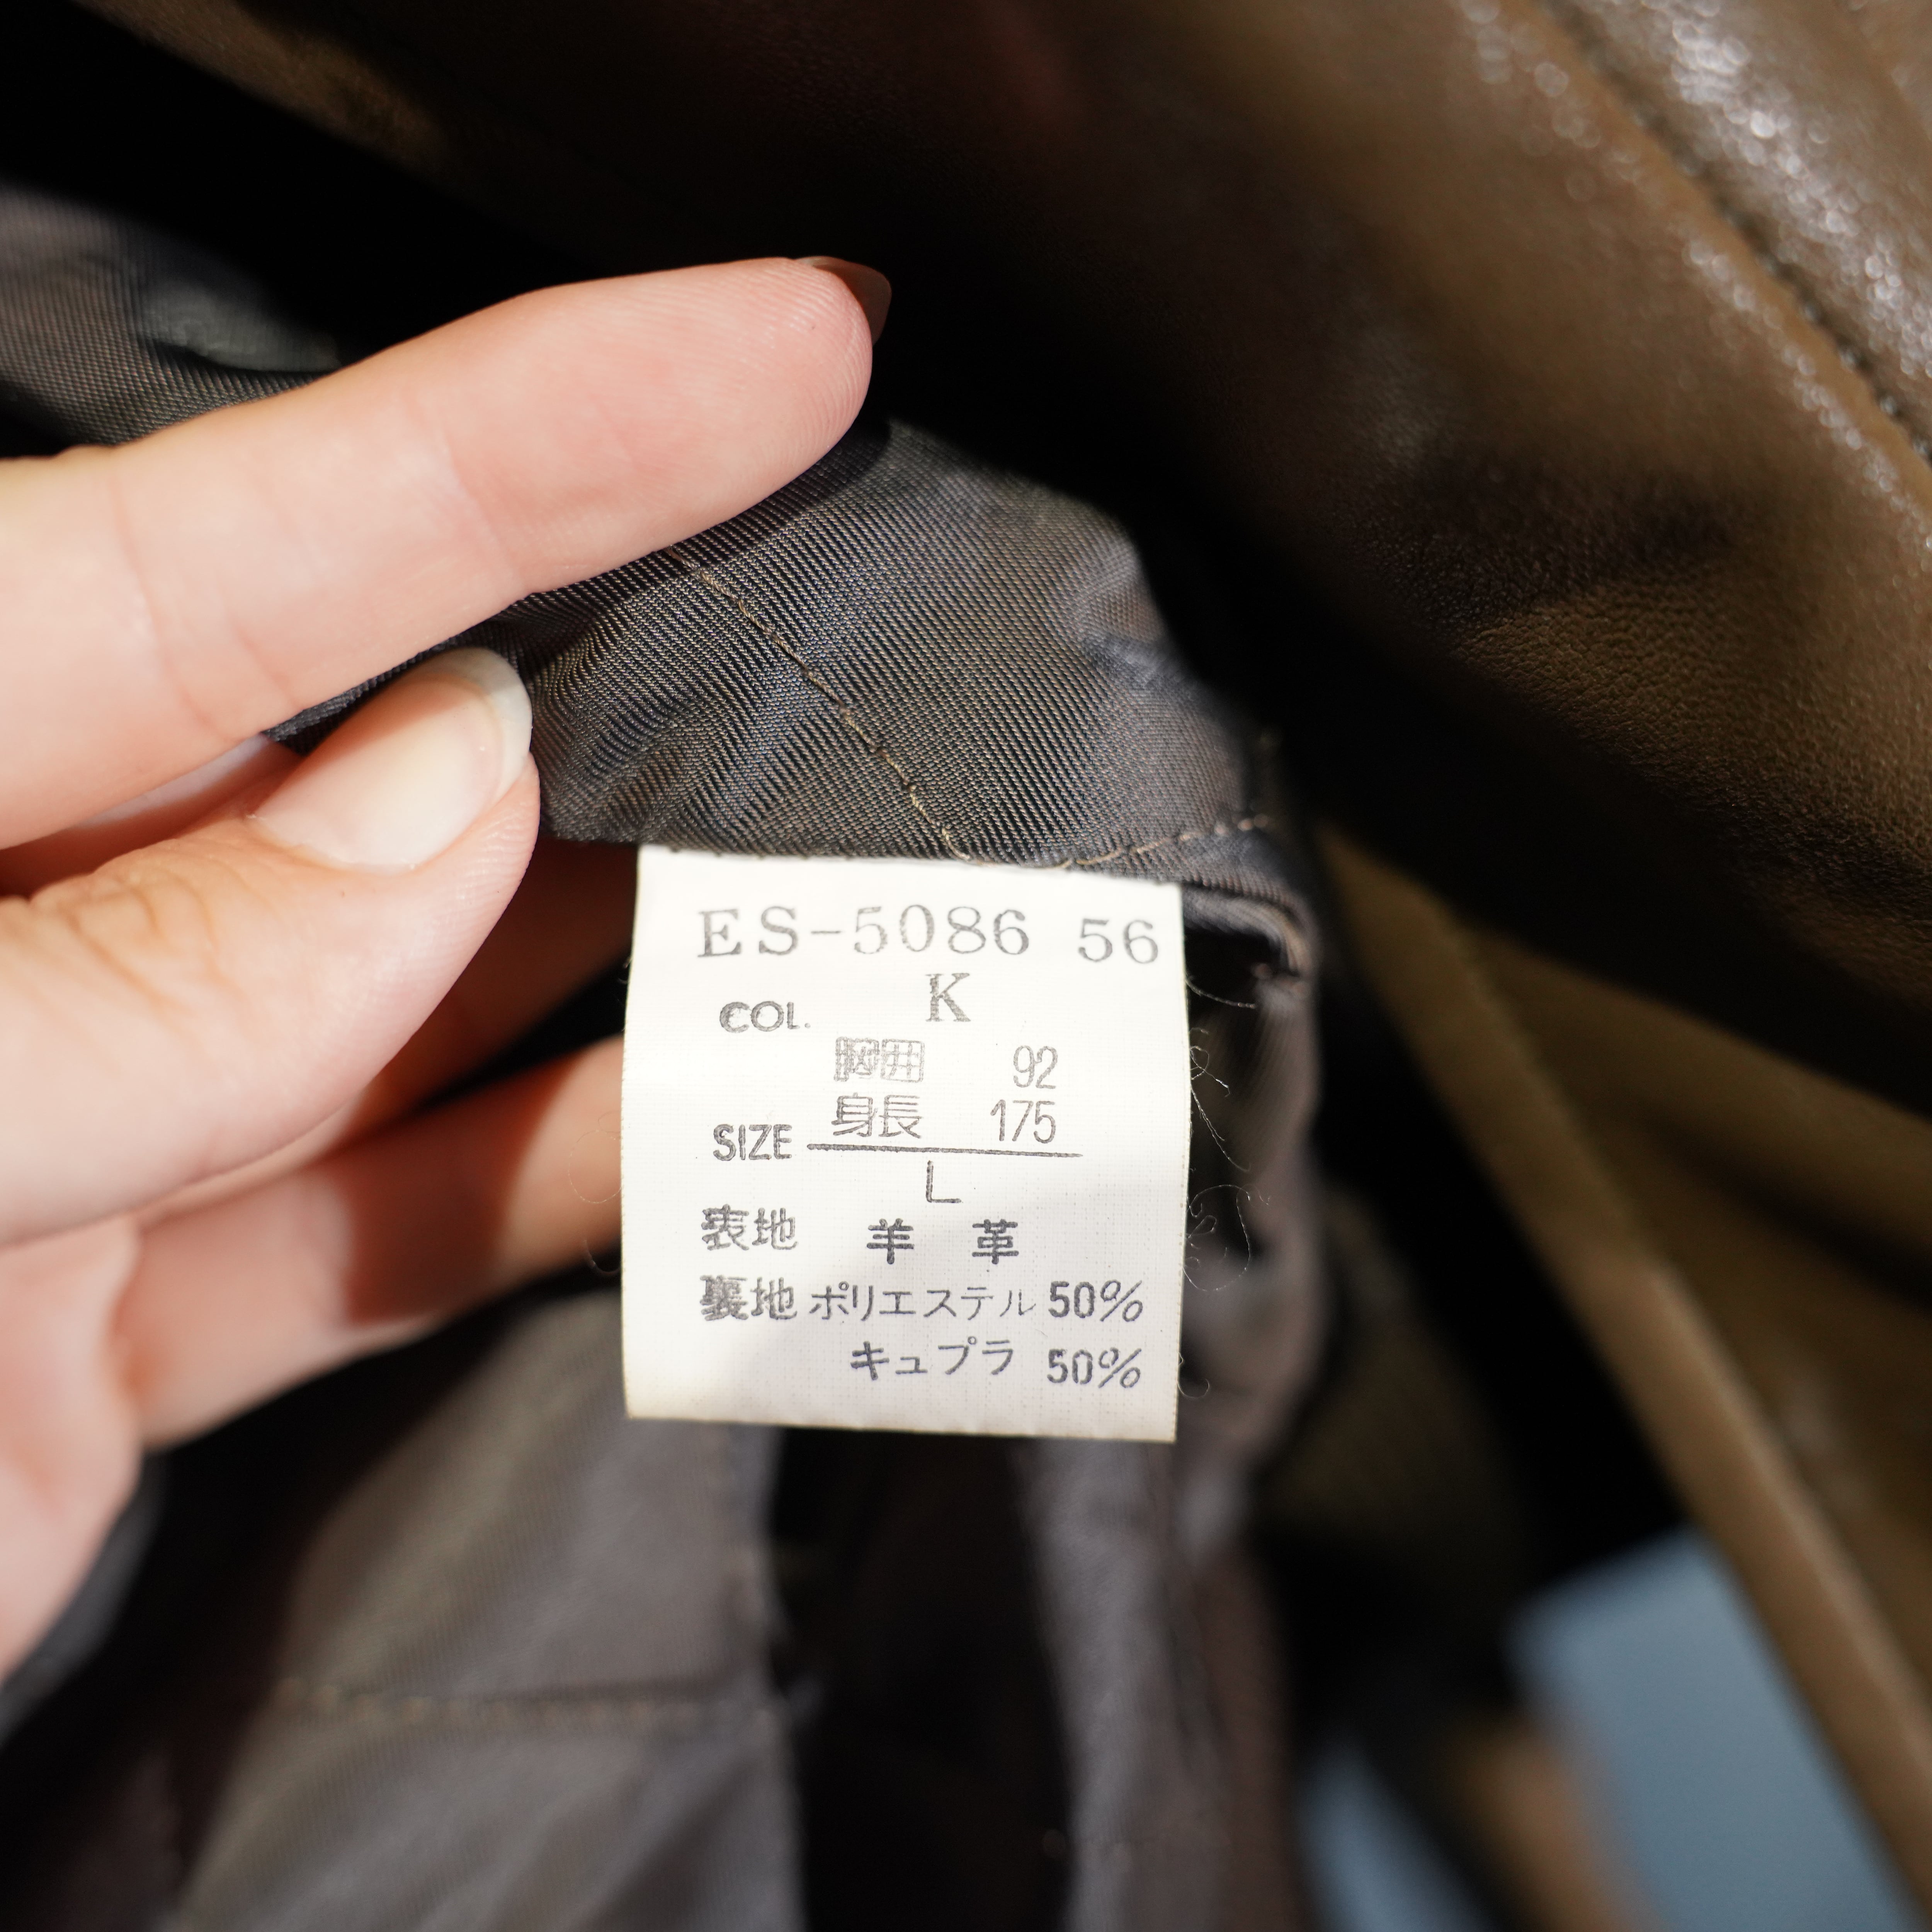 ES-5086 56
COL. K
胸囲 92
身長 175
SIZE
L
表地 羊革
裏地 ポリエステル 50%
キュプラ 50%